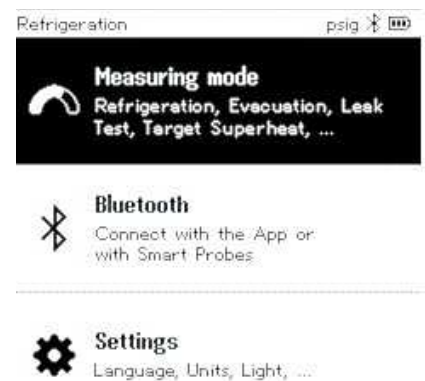 Refrigeration psig
Measuring mode
Refrigeration, Evacuation, Leak
Test, Target Superheat, ...
Bluetooth
Connect with the App or
with Smart Probes
Settings
Language, Units, Light, ...